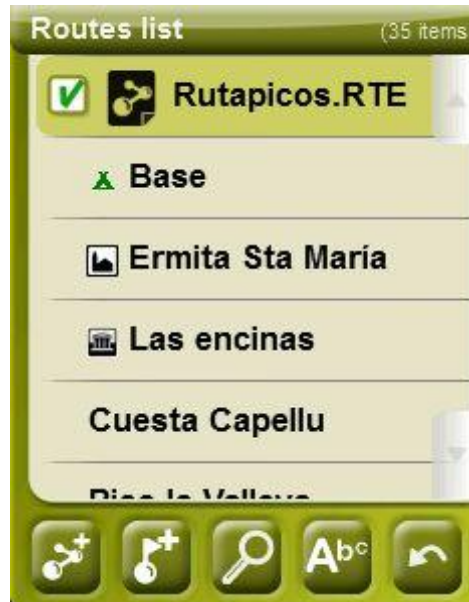 Routes list (35 items
Rutapicos.RTE
Base
Ermita Sta María
Las encinas
Cuesta Capellu
Abc